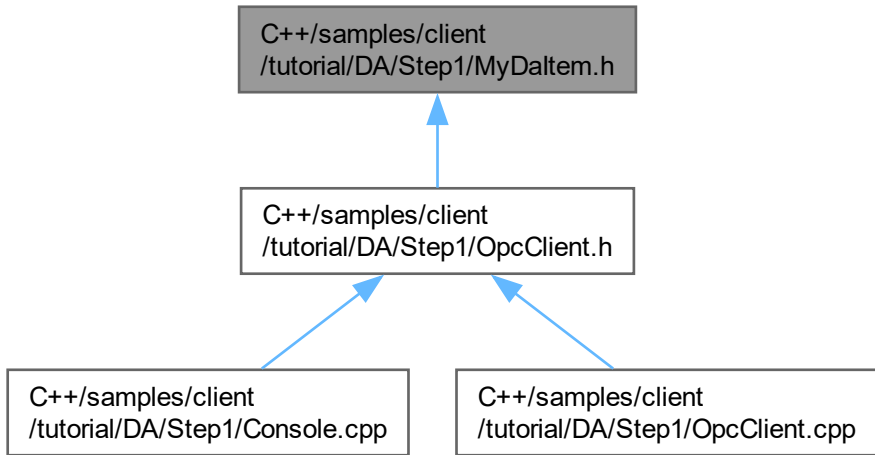 C++/samples/client
/tutorial/DA/Step1/MyDaItem.h
C++/samples/client
/tutorial/DA/Step1/OpcClient.h
C++/samples/client
/tutorial/DA/Step1/Console.cpp
C++/samples/client
/tutorial/DA/Step1/OpcClient.cpp